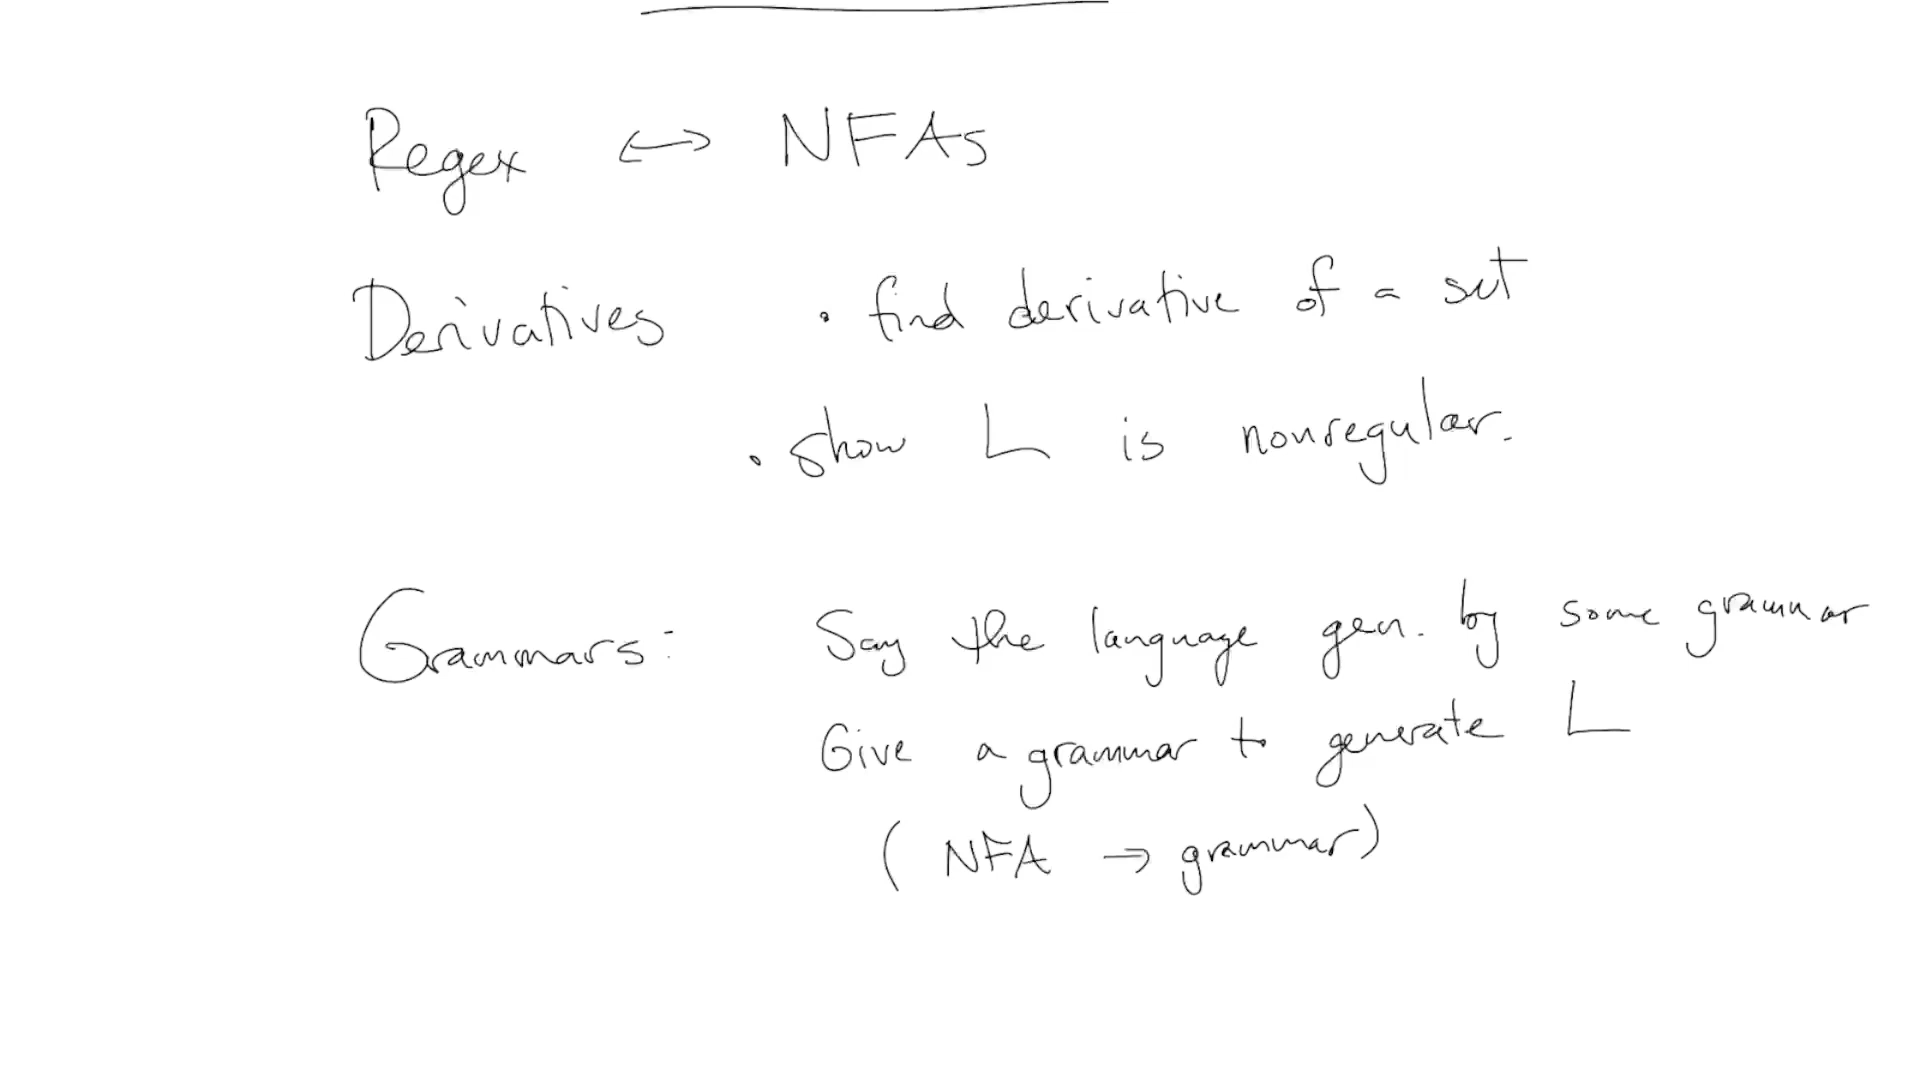 Regex ↔ NFAs
Derivatives • find derivative of a set
• show L is nonregular.
Grammars: Say the language gen. by some grammar
Give a grammar to generate L
( NFA → grammar)